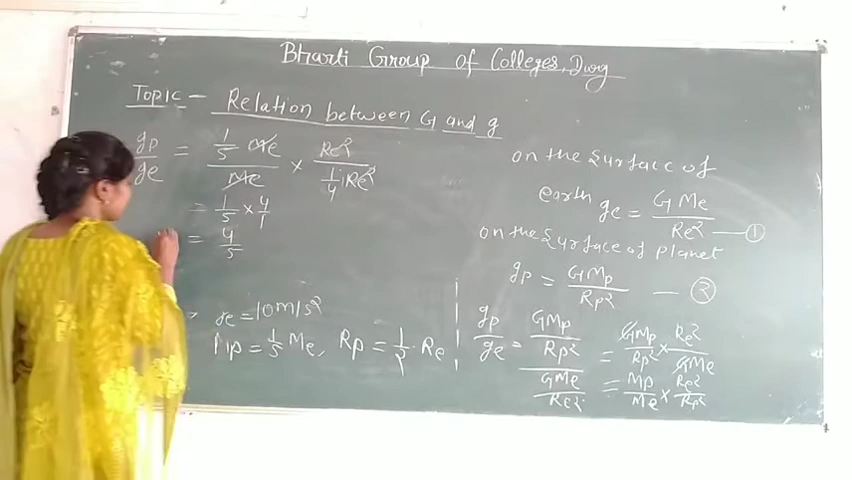 Bharti Group of Colleges, Durg
Topic - Relation between G and g
gp/ge = (1/5 Me)/Me × Re²/(1/4 Re²)
= 1/5 × 4/1
= 4/5
ge = 10 m/s²
Mp = 1/5 Me, Rp = 1/2 · Re
on the surface of
earth ge = G Me/Re² — ①
on the surface of planet
gp = G Mp/Rp² — ②
gp/ge = (GMp/Rp²)/(GMe/Re²) = GMp/Rp² × Re²/GMe
= Mp/Me × Re²/Rp²